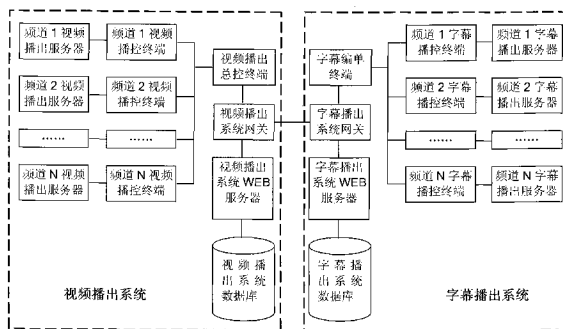 频道 1 视频
播出服务器
频道 1 视频
播控终端
频道 2 视频
播出服务器
频道 2 视频
播控终端
……
……
频道 N 视频
播出服务器
频道 N 视频
播控终端
视频播出
总控终端
视频播出
系统网关
视频播出
系统 WEB
服务器
视 频 播
出 系 统
数据库
视频播出系统
字幕编单
终端
字幕播出
系统网关
字幕播出
系统 WEB
服务器
字 幕 播
出 系 统
数据库
频道 1 字幕
播控终端
频道 1 字幕
播出服务器
频道 2 字幕
播控终端
频道 2 字幕
播出服务器
……
……
频道 N 字幕
播控终端
频道 N 字幕
播出服务器
字幕播出系统